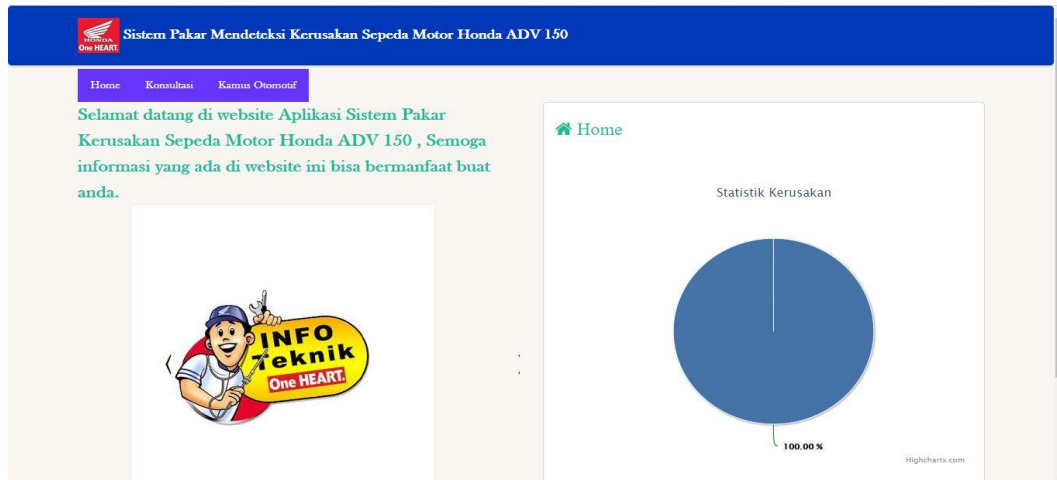 HONDA
One HEART.
Sistem Pakar Mendeteksi Kerusakan Sepeda Motor Honda ADV 150
Home Konsultasi Kamus Otomotif
Selamat datang di website Aplikasi Sistem Pakar
Kerusakan Sepeda Motor Honda ADV 150 , Semoga
informasi yang ada di website ini bisa bermanfaat buat
anda.
INFO
Teknik
One HEART.
Home
Statistik Kerusakan
100.00 %
Highcharts.com